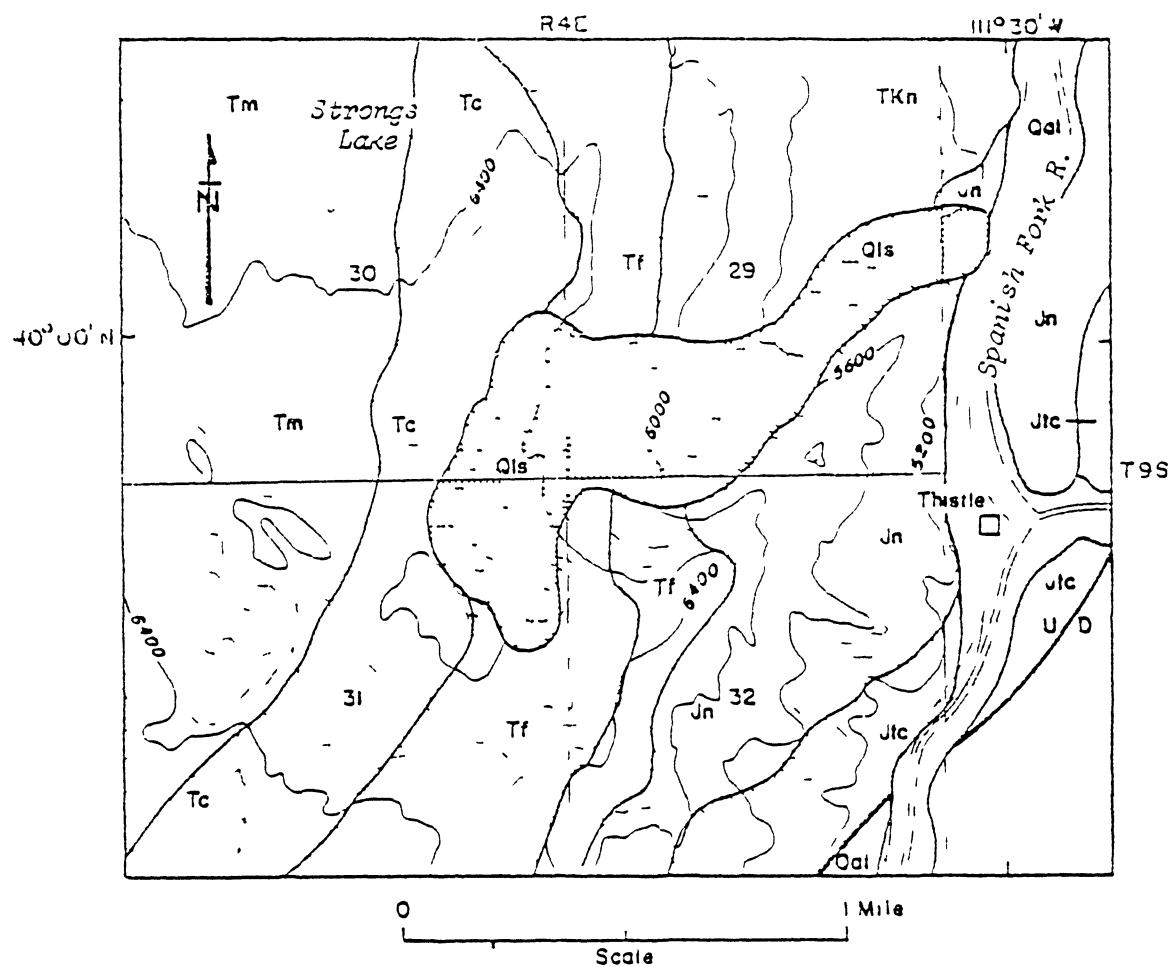 R4E
111° 30' W
Tm
Strongs
Lake
Tc
TKn
Qal
6400
Jn
N
Spanish Fork R.
Qls
30
Tf
29
40° 00' N
Jn
5600
Tm
Tc
6000
Jtc
5200
Qls
T9S
Thistle
Jn
Tf
6400
Jtc
6400
U D
31
32
Jn
Tf
Jtc
Tc
Qal
0
1 Mile
Scale